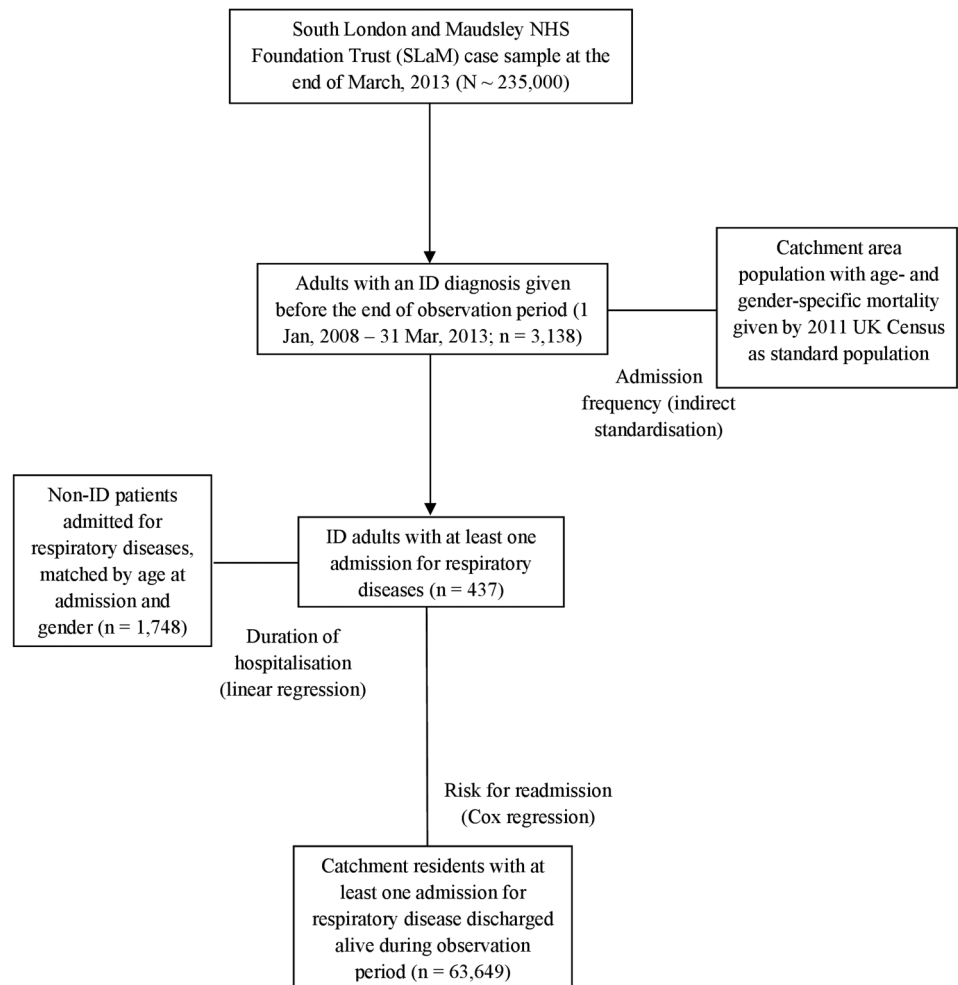 South London and Maudsley NHS
Foundation Trust (SLaM) case sample at the
end of March, 2013 (N ~ 235,000)
Adults with an ID diagnosis given
before the end of observation period (1
Jan, 2008 – 31 Mar, 2013; n = 3,138)
Catchment area
population with age- and
gender-specific mortality
given by 2011 UK Census
as standard population
Admission
frequency (indirect
standardisation)
Non-ID patients
admitted for
respiratory diseases,
matched by age at
admission and
gender (n = 1,748)
ID adults with at least one
admission for respiratory
diseases (n = 437)
Duration of
hospitalisation
(linear regression)
Risk for readmission
(Cox regression)
Catchment residents with at
least one admission for
respiratory disease discharged
alive during observation
period (n = 63,649)